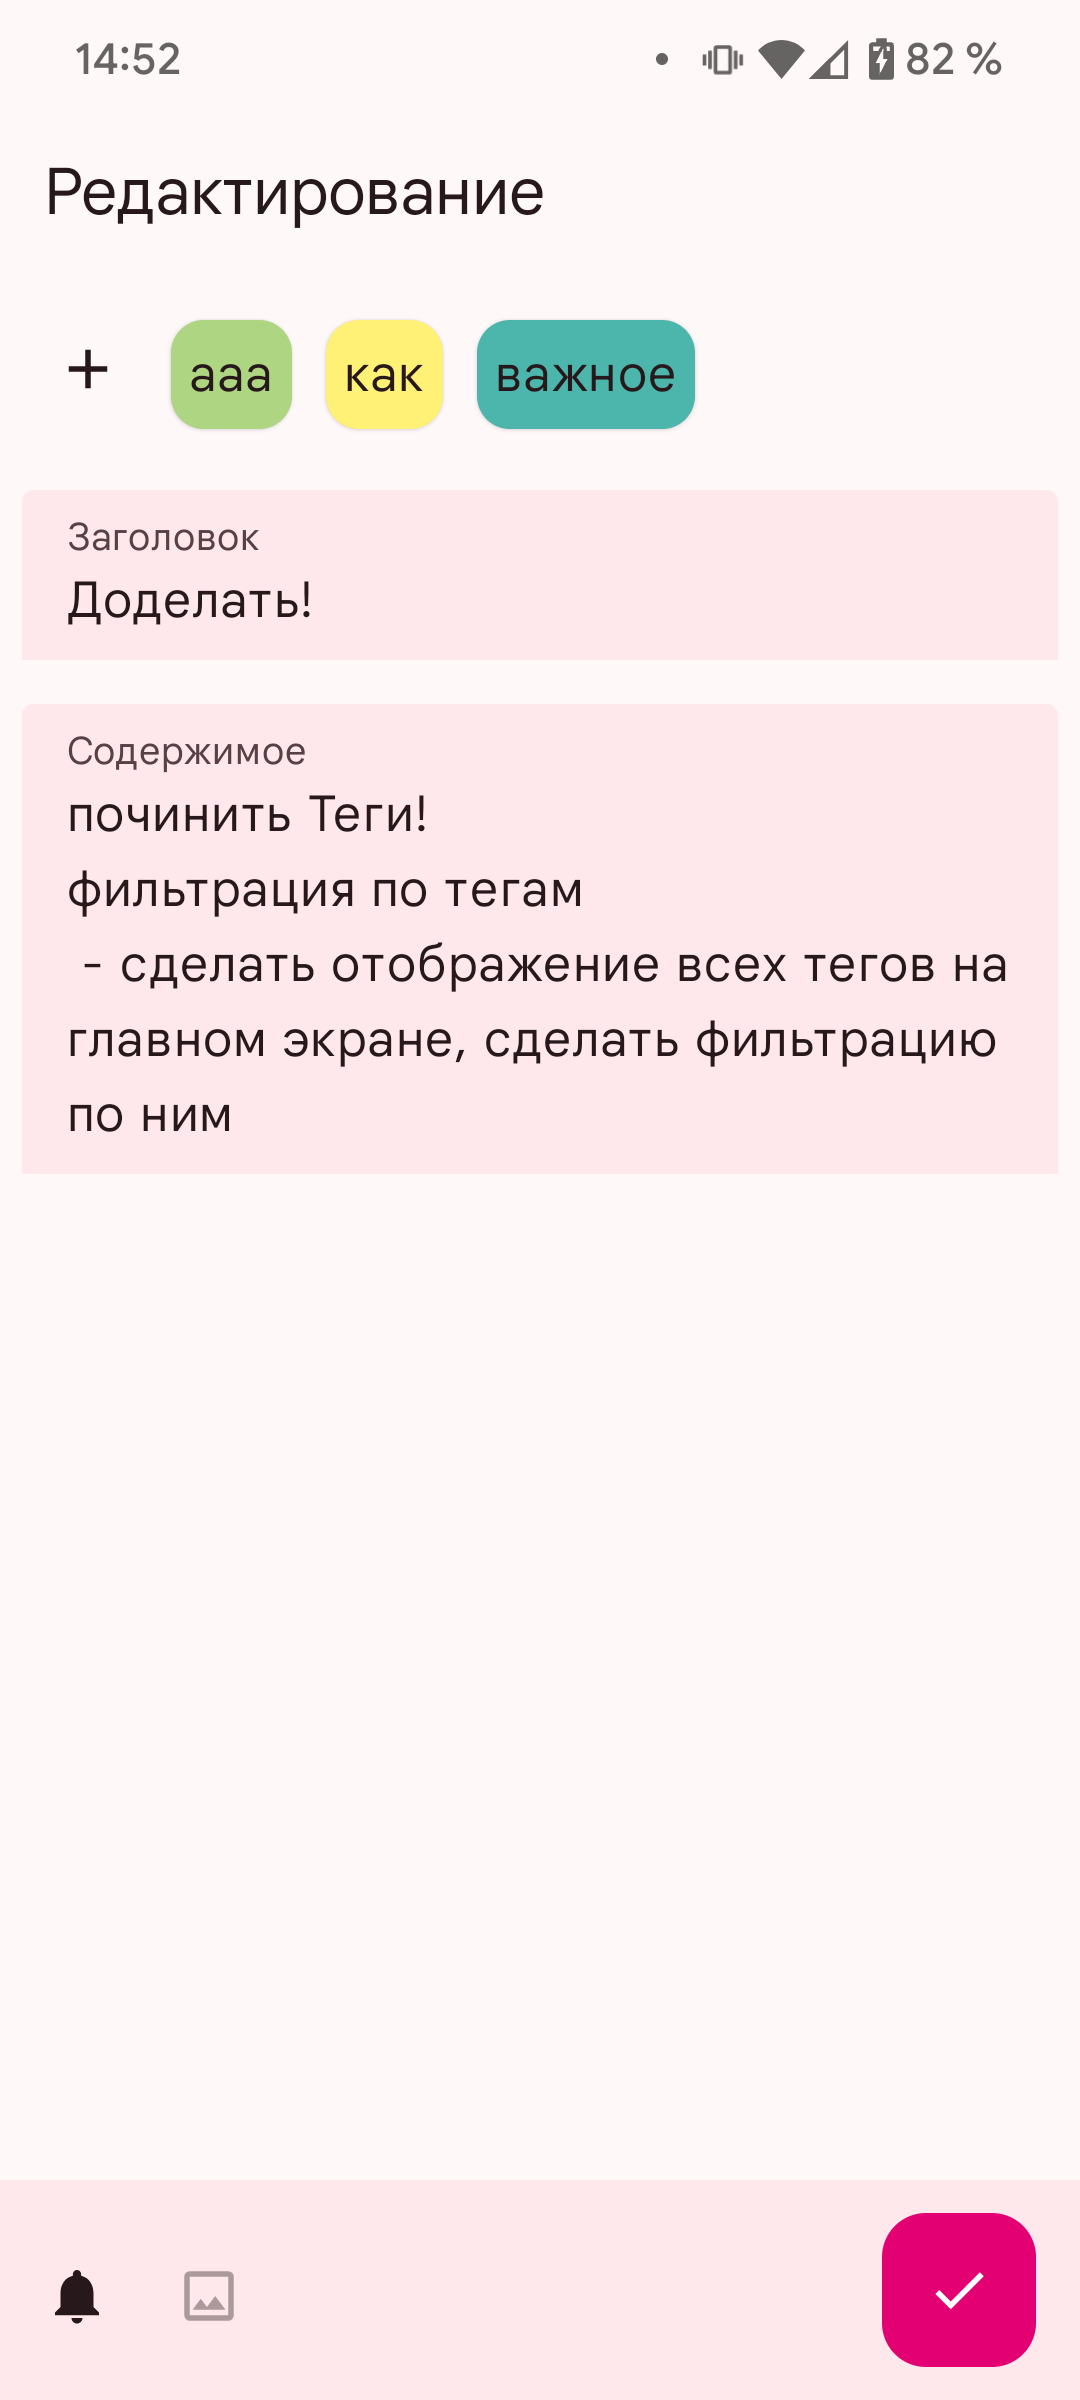 14:52
82 %
Редактирование
ааа как важное
Заголовок
Доделать!
Содержимое
починить Теги!
фильтрация по тегам
- сделать отображение всех тегов на
главном экране, сделать фильтрацию
по ним